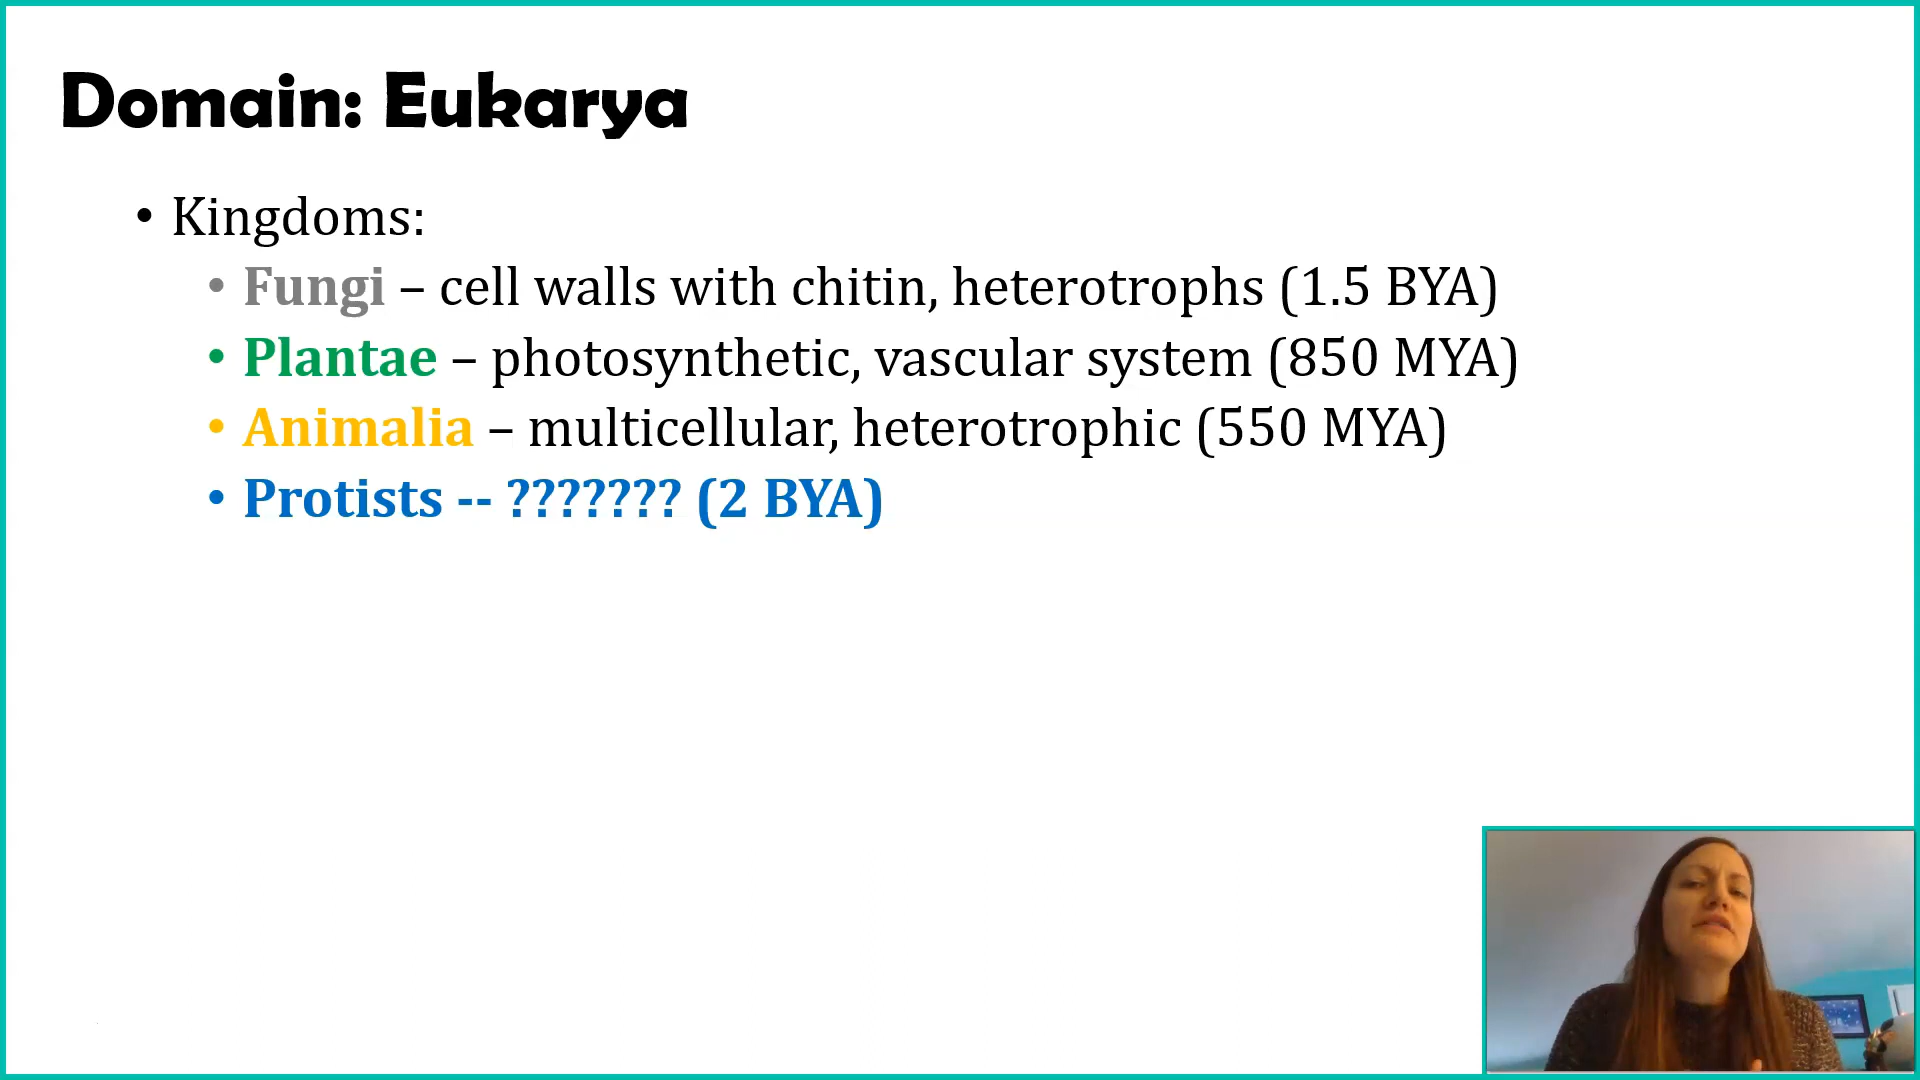 Domain: Eukarya
• Kingdoms:
• Fungi – cell walls with chitin, heterotrophs (1.5 BYA)
• Plantae – photosynthetic, vascular system (850 MYA)
• Animalia – multicellular, heterotrophic (550 MYA)
• Protists -- ??????? (2 BYA)